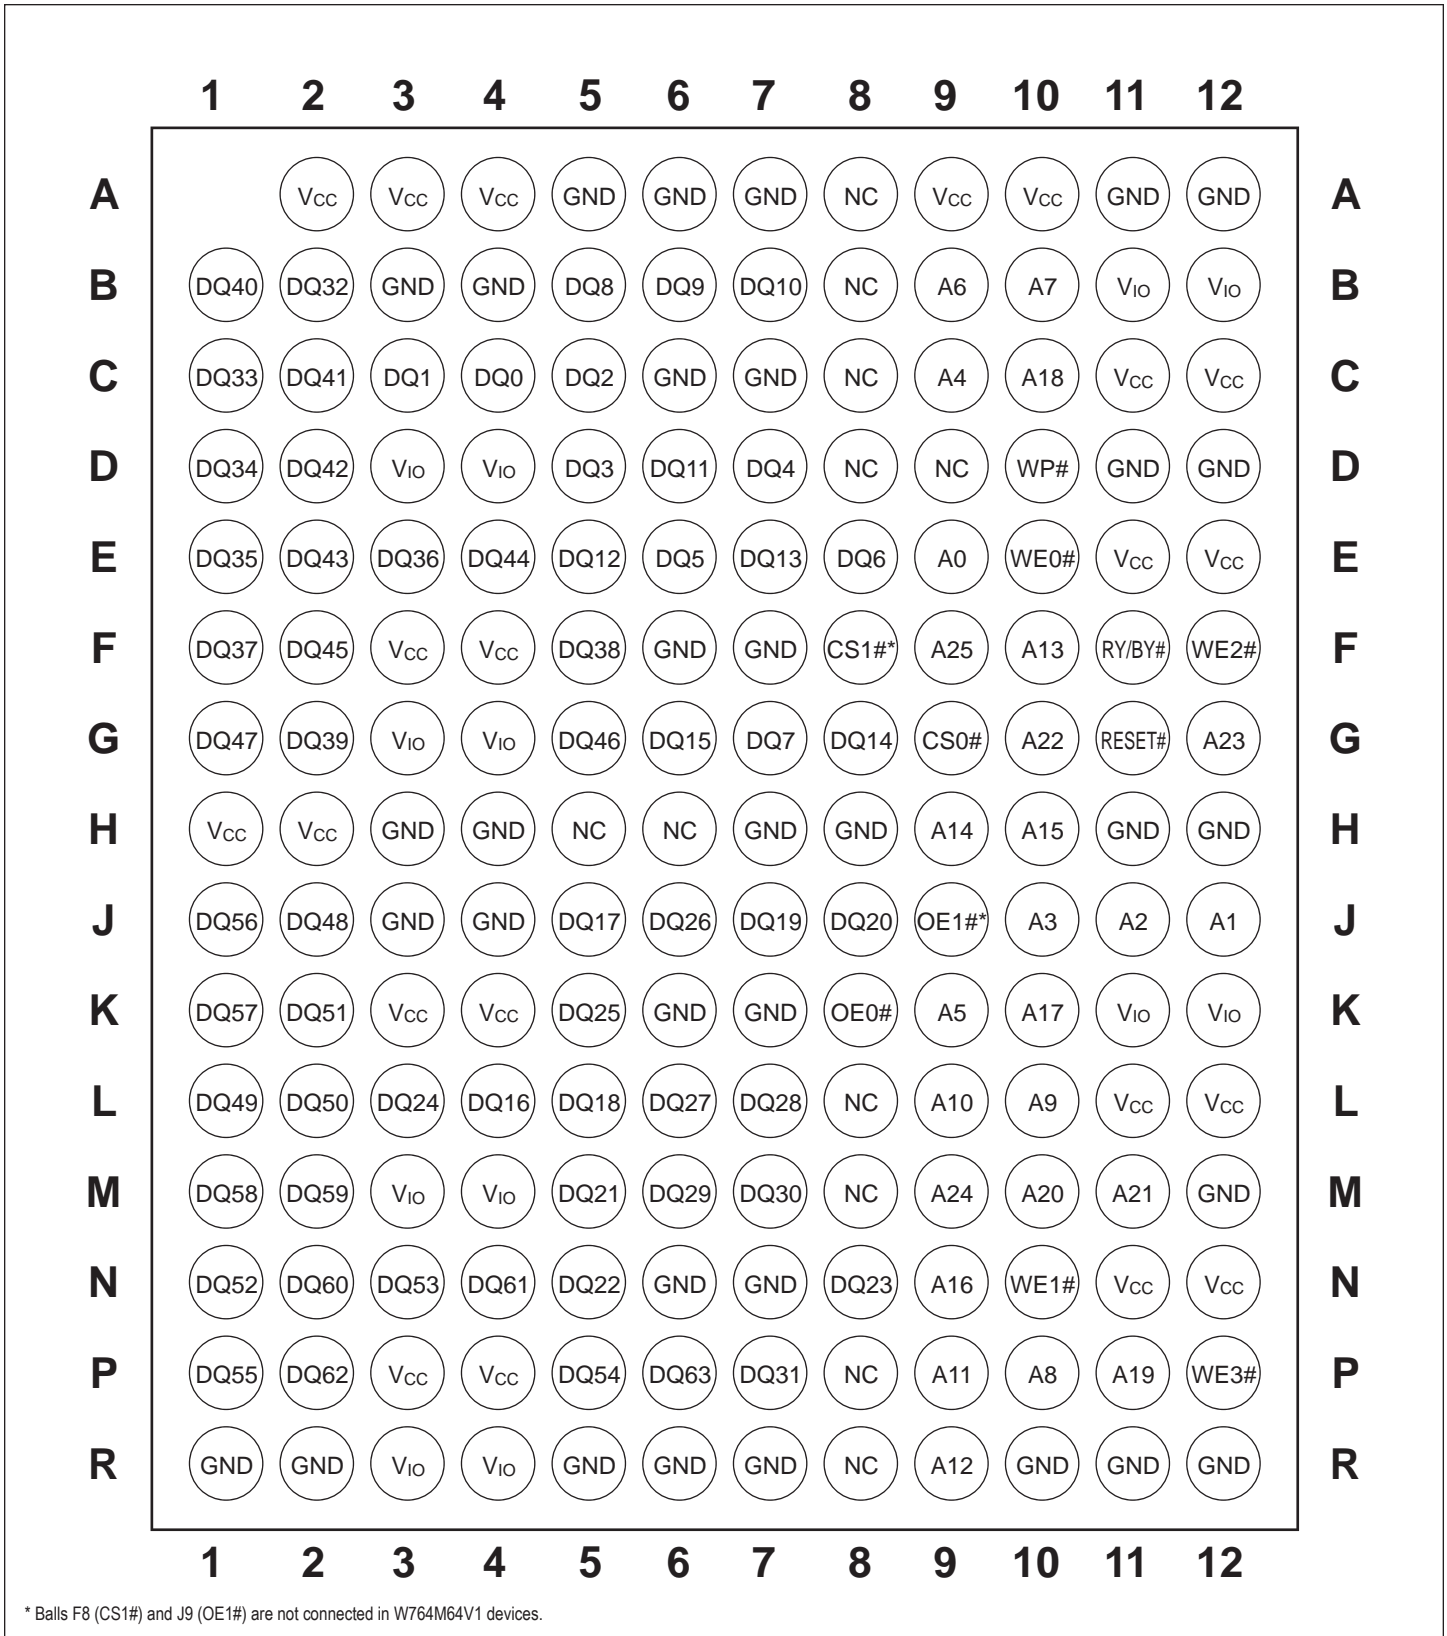 1 2 3 4 5 6 7 8 9 10 11 12
A VCC VCC VCC GND GND GND NC VCC VCC GND GND A
B DQ40 DQ32 GND GND DQ8 DQ9 DQ10 NC A6 A7 VIO VIO B
C DQ33 DQ41 DQ1 DQ0 DQ2 GND GND NC A4 A18 VCC VCC C
D DQ34 DQ42 VIO VIO DQ3 DQ11 DQ4 NC NC WP# GND GND D
E DQ35 DQ43 DQ36 DQ44 DQ12 DQ5 DQ13 DQ6 A0 WE0# VCC VCC E
F DQ37 DQ45 VCC VCC DQ38 GND GND CS1#* A25 A13 RY/BY# WE2# F
G DQ47 DQ39 VIO VIO DQ46 DQ15 DQ7 DQ14 CS0# A22 RESET# A23 G
H VCC VCC GND GND NC NC GND GND A14 A15 GND GND H
J DQ56 DQ48 GND GND DQ17 DQ26 DQ19 DQ20 OE1#* A3 A2 A1 J
K DQ57 DQ51 VCC VCC DQ25 GND GND OE0# A5 A17 VIO VIO K
L DQ49 DQ50 DQ24 DQ16 DQ18 DQ27 DQ28 NC A10 A9 VCC VCC L
M DQ58 DQ59 VIO VIO DQ21 DQ29 DQ30 NC A24 A20 A21 GND M
N DQ52 DQ60 DQ53 DQ61 DQ22 GND GND DQ23 A16 WE1# VCC VCC N
P DQ55 DQ62 VCC VCC DQ54 DQ63 DQ31 NC A11 A8 A19 WE3# P
R GND GND VIO VIO GND GND GND NC A12 GND GND GND R
1 2 3 4 5 6 7 8 9 10 11 12
* Balls F8 (CS1#) and J9 (OE1#) are not connected in W764M64V1 devices.